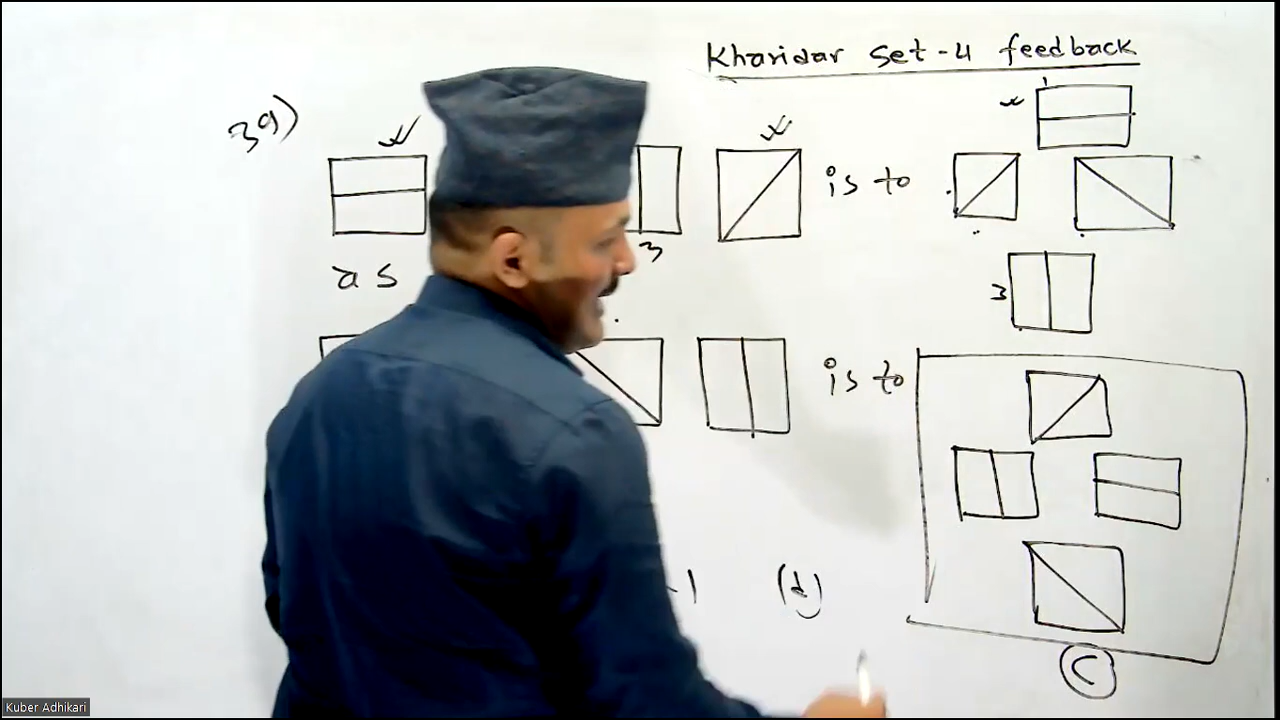 Kharidar Set-4 feedback
39)
is to
3
as
3
is to
(d)
C
Kuber Adhikari